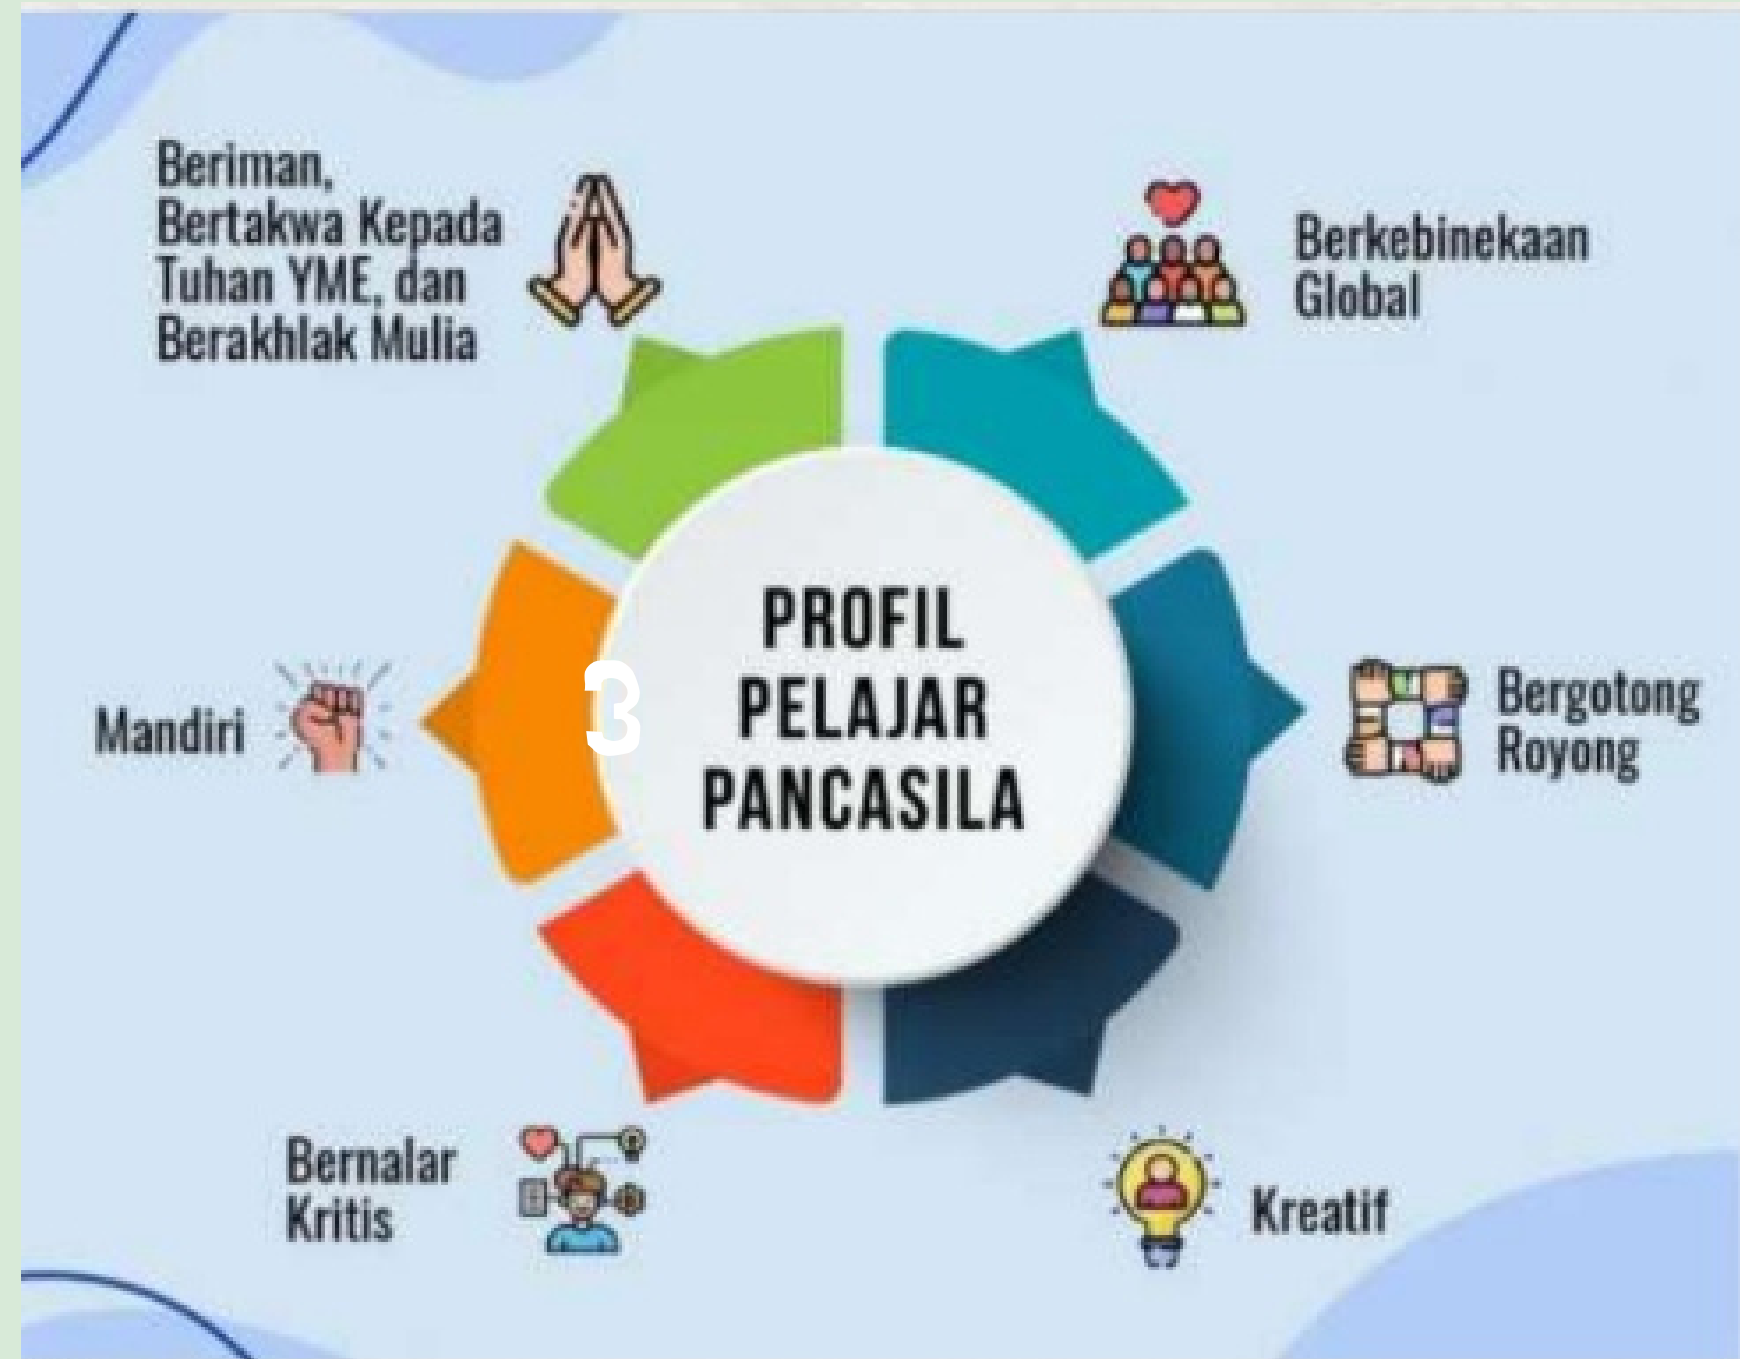 Beriman,
Bertakwa Kepada
Tuhan YME, dan
Berakhlak Mulia
Berkebinekaan
Global
PROFIL
PELAJAR
PANCASILA
3
Mandiri
Bergotong
Royong
Bernalar
Kritis
Kreatif